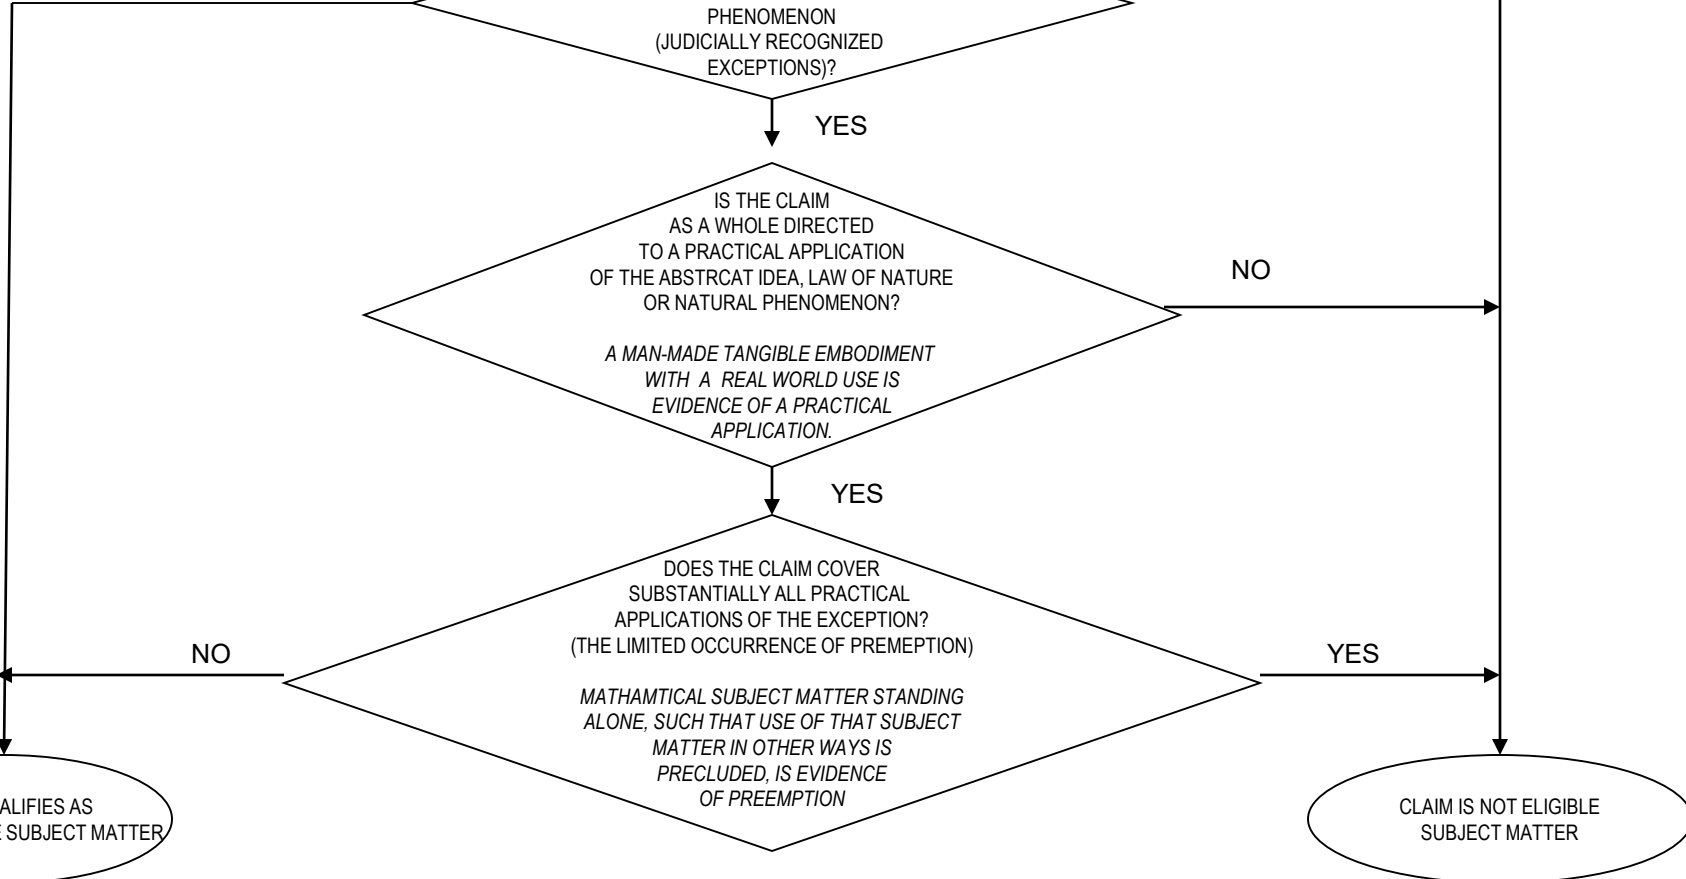 PHENOMENON
(JUDICIALLY RECOGNIZED
EXCEPTIONS)?
YES
IS THE CLAIM
AS A WHOLE DIRECTED
TO A PRACTICAL APPLICATION
OF THE ABSTRCAT IDEA, LAW OF NATURE
OR NATURAL PHENOMENON?
NO
A MAN-MADE TANGIBLE EMBODIMENT
WITH A REAL WORLD USE IS
EVIDENCE OF A PRACTICAL
APPLICATION.
YES
DOES THE CLAIM COVER
SUBSTANTIALLY ALL PRACTICAL
APPLICATIONS OF THE EXCEPTION?
(THE LIMITED OCCURRENCE OF PREMEPTION)
NO
YES
MATHAMTICAL SUBJECT MATTER STANDING
ALONE, SUCH THAT USE OF THAT SUBJECT
MATTER IN OTHER WAYS IS
PRECLUDED, IS EVIDENCE
OF PREEMPTION
ALIFIES AS
E SUBJECT MATTER
CLAIM IS NOT ELIGIBLE
SUBJECT MATTER